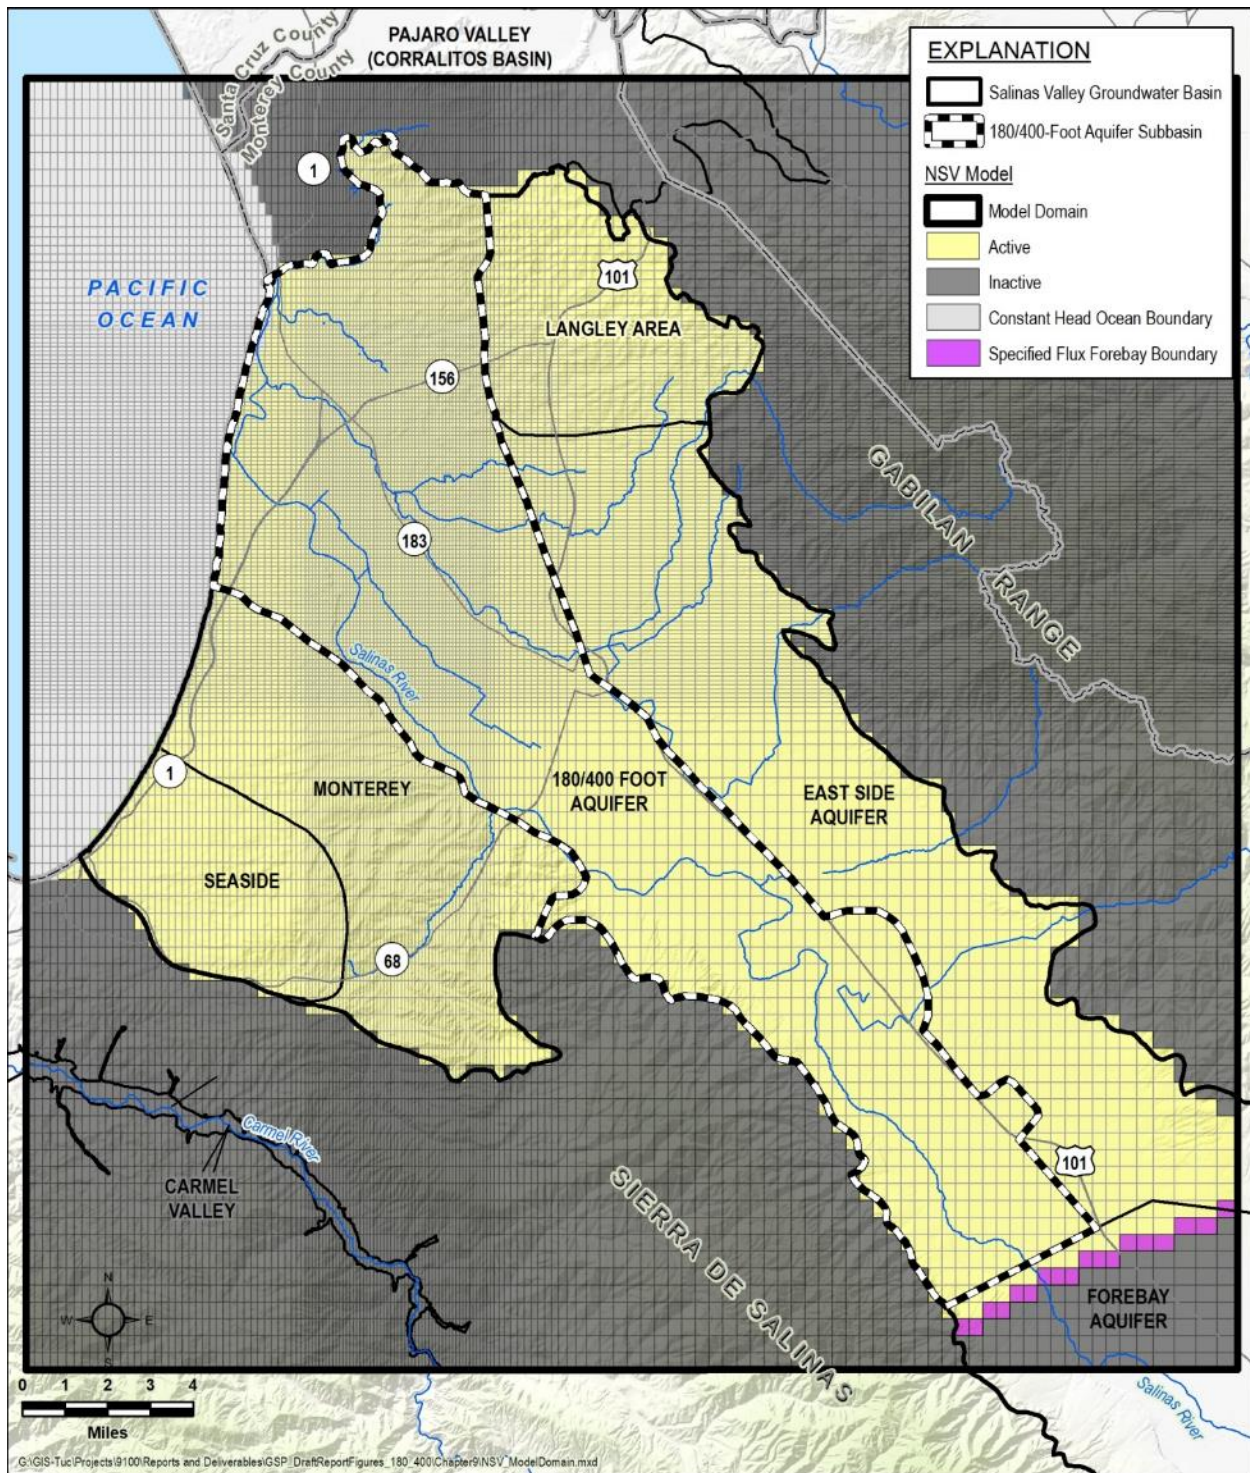 PAJARO VALLEY
(CORRALITOS BASIN)
Santa Cruz County
Monterey County
EXPLANATION
Salinas Valley Groundwater Basin
180/400-Foot Aquifer Subbasin
NSV Model
Model Domain
Active
Inactive
Constant Head Ocean Boundary
Specified Flux Forebay Boundary
1
101
PACIFIC
OCEAN
LANGLEY AREA
156
GABILAN RANGE
183
Salinas River
1
MONTEREY
180/400 FOOT
AQUIFER
EAST SIDE
AQUIFER
SEASIDE
68
Carmel River
CARMEL
VALLEY
SIERRA DE SALINAS
101
FOREBAY
AQUIFER
Salinas River
N
W
E
S
0 1 2 3 4
Miles
G:\GIS-Tuc\Projects\9100\Reports and Deliverables\GSP_DraftReportFigures_180_400\Chapter9\NSV_ModelDomain.mxd